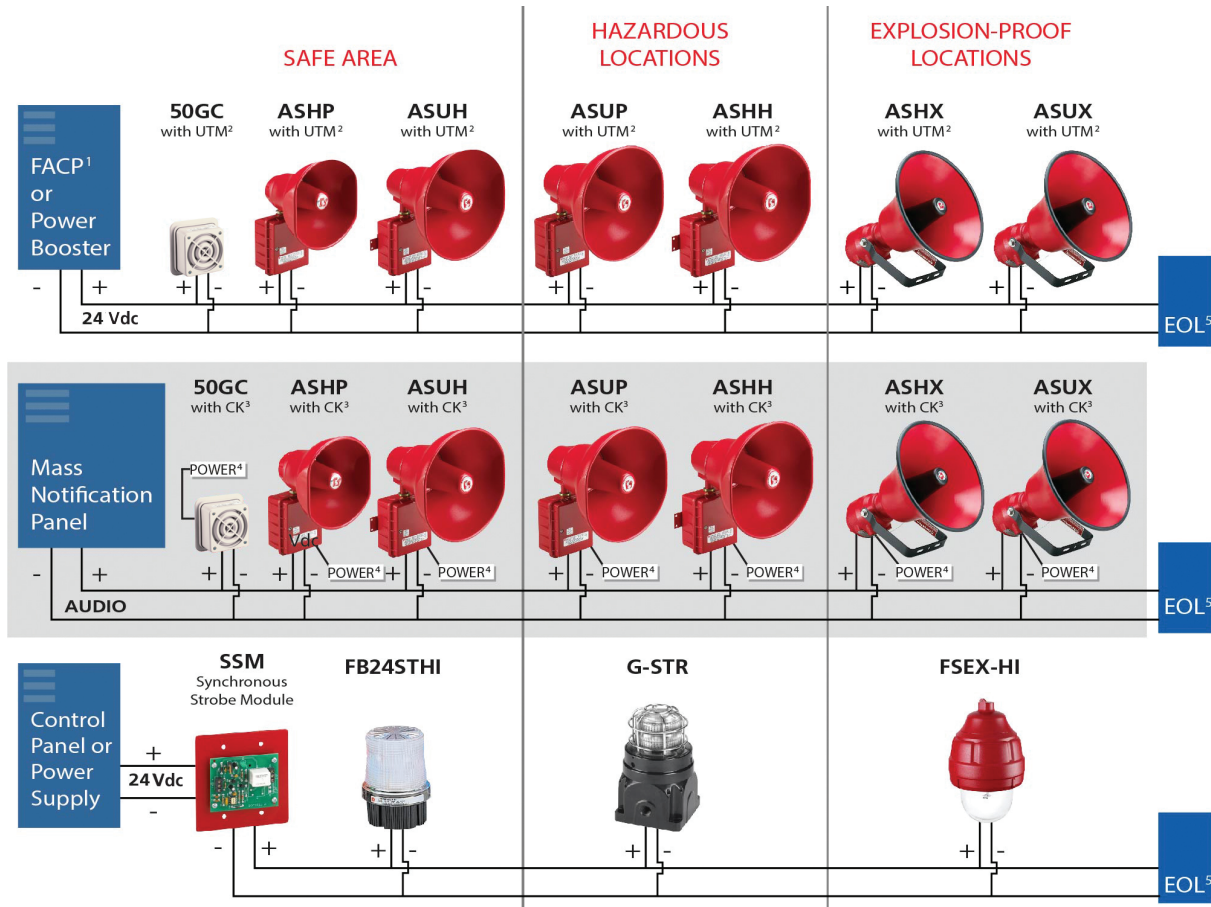 SAFE AREA
HAZARDOUS
LOCATIONS
EXPLOSION-PROOF
LOCATIONS
FACP¹
or
Power
Booster
50GC
with UTM²
ASHP
with UTM²
ASUH
with UTM²
ASUP
with UTM²
ASHH
with UTM²
ASHX
with UTM²
ASUX
with UTM²
- + + - + - + - + - + - + - + -
24 Vdc
EOL⁵
Mass
Notification
Panel
50GC
with CK³
ASHP
with CK³
ASUH
with CK³
ASUP
with CK³
ASHH
with CK³
ASHX
with CK³
ASUX
with CK³
POWER⁴
Vdc
POWER⁴
POWER⁴
POWER⁴
POWER⁴
POWER⁴
POWER⁴
- + + - + - + - + - + - + - + -
AUDIO
EOL⁵
Control
Panel or
Power
Supply
+
24 Vdc
-
SSM
Synchronous
Strobe Module
FB24STHI
G-STR
FSEX-HI
- + + - + - + -
EOL⁵